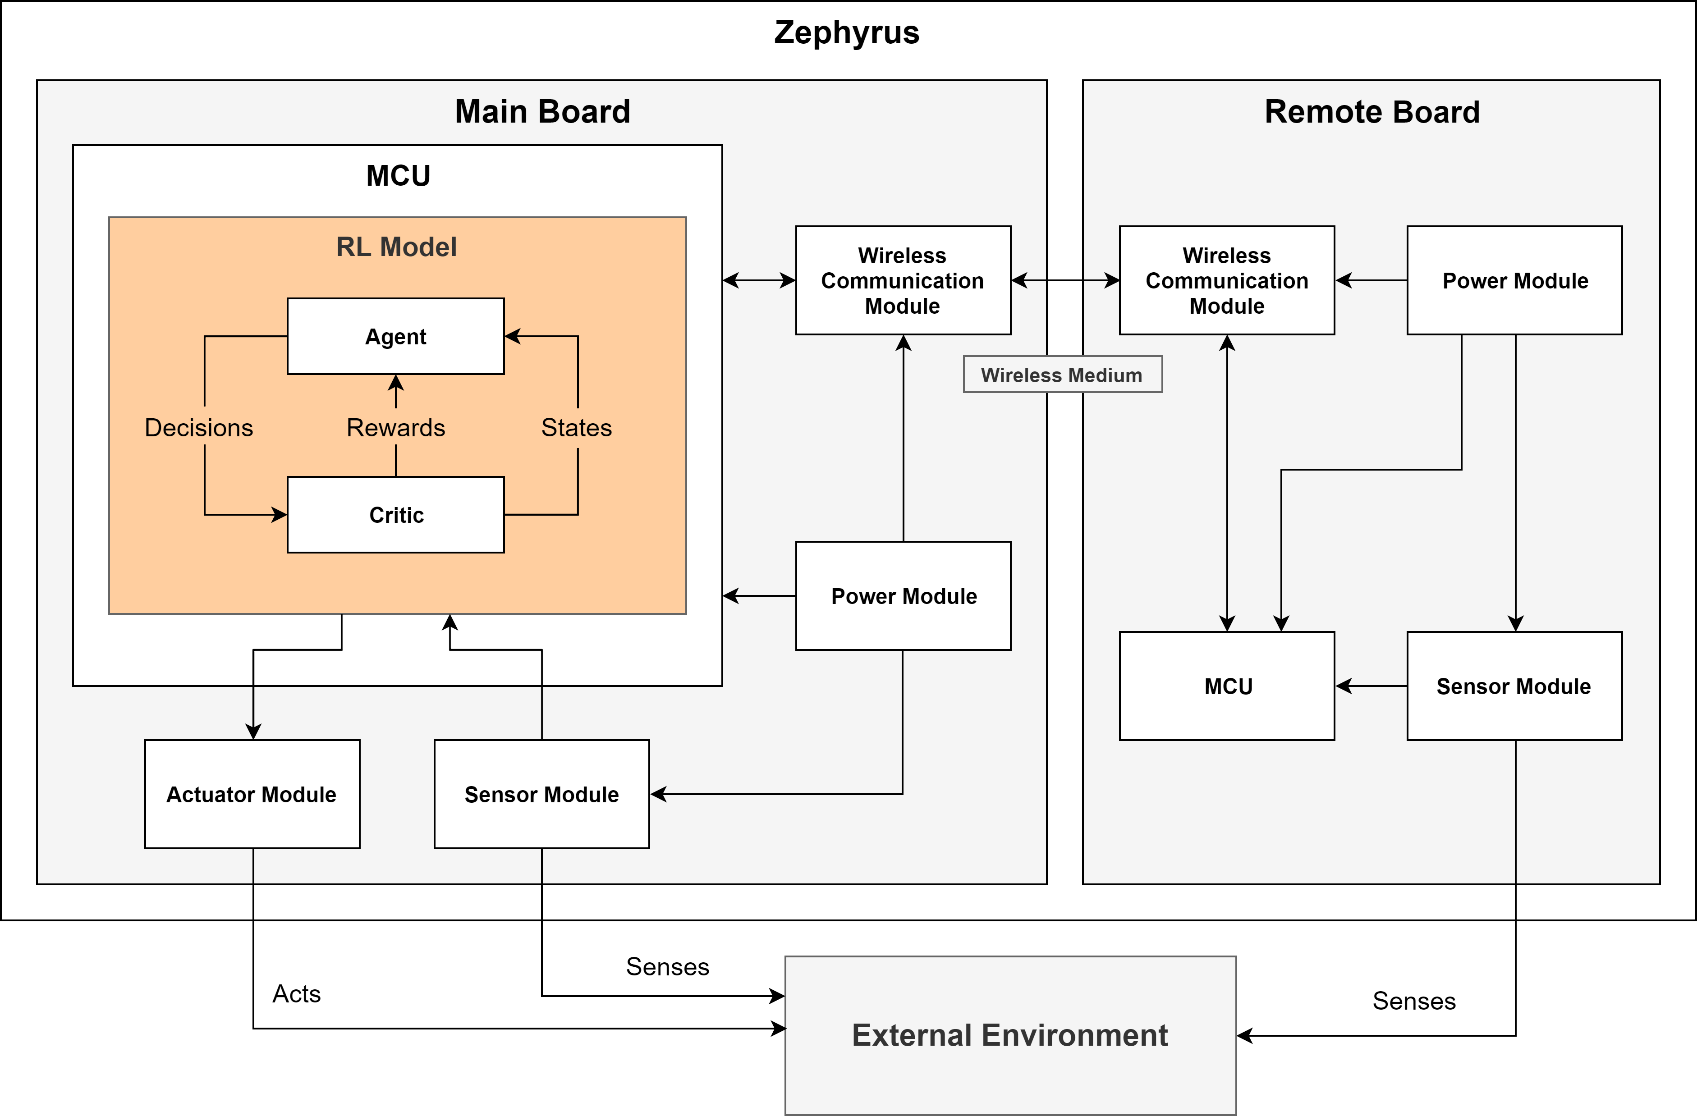 Zephyrus
Main Board
MCU
RL Model
Agent
Decisions
Rewards
States
Critic
Wireless
Communication
Module
Power Module
Actuator Module
Sensor Module
Wireless Medium
Remote Board
Wireless
Communication
Module
Power Module
MCU
Sensor Module
Acts
Senses
Senses
External Environment